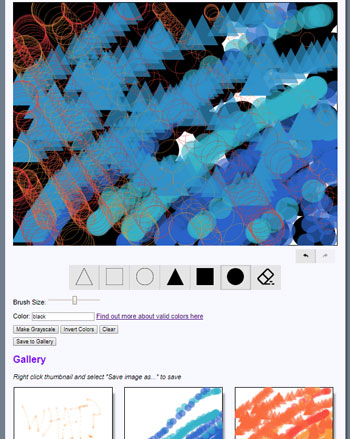 Brush Size:
Color: black Find out more about valid colors here
Make Grayscale Invert Colors Clear
Save to Gallery
Gallery
Right click thumbnail and select "Save image as..." to save